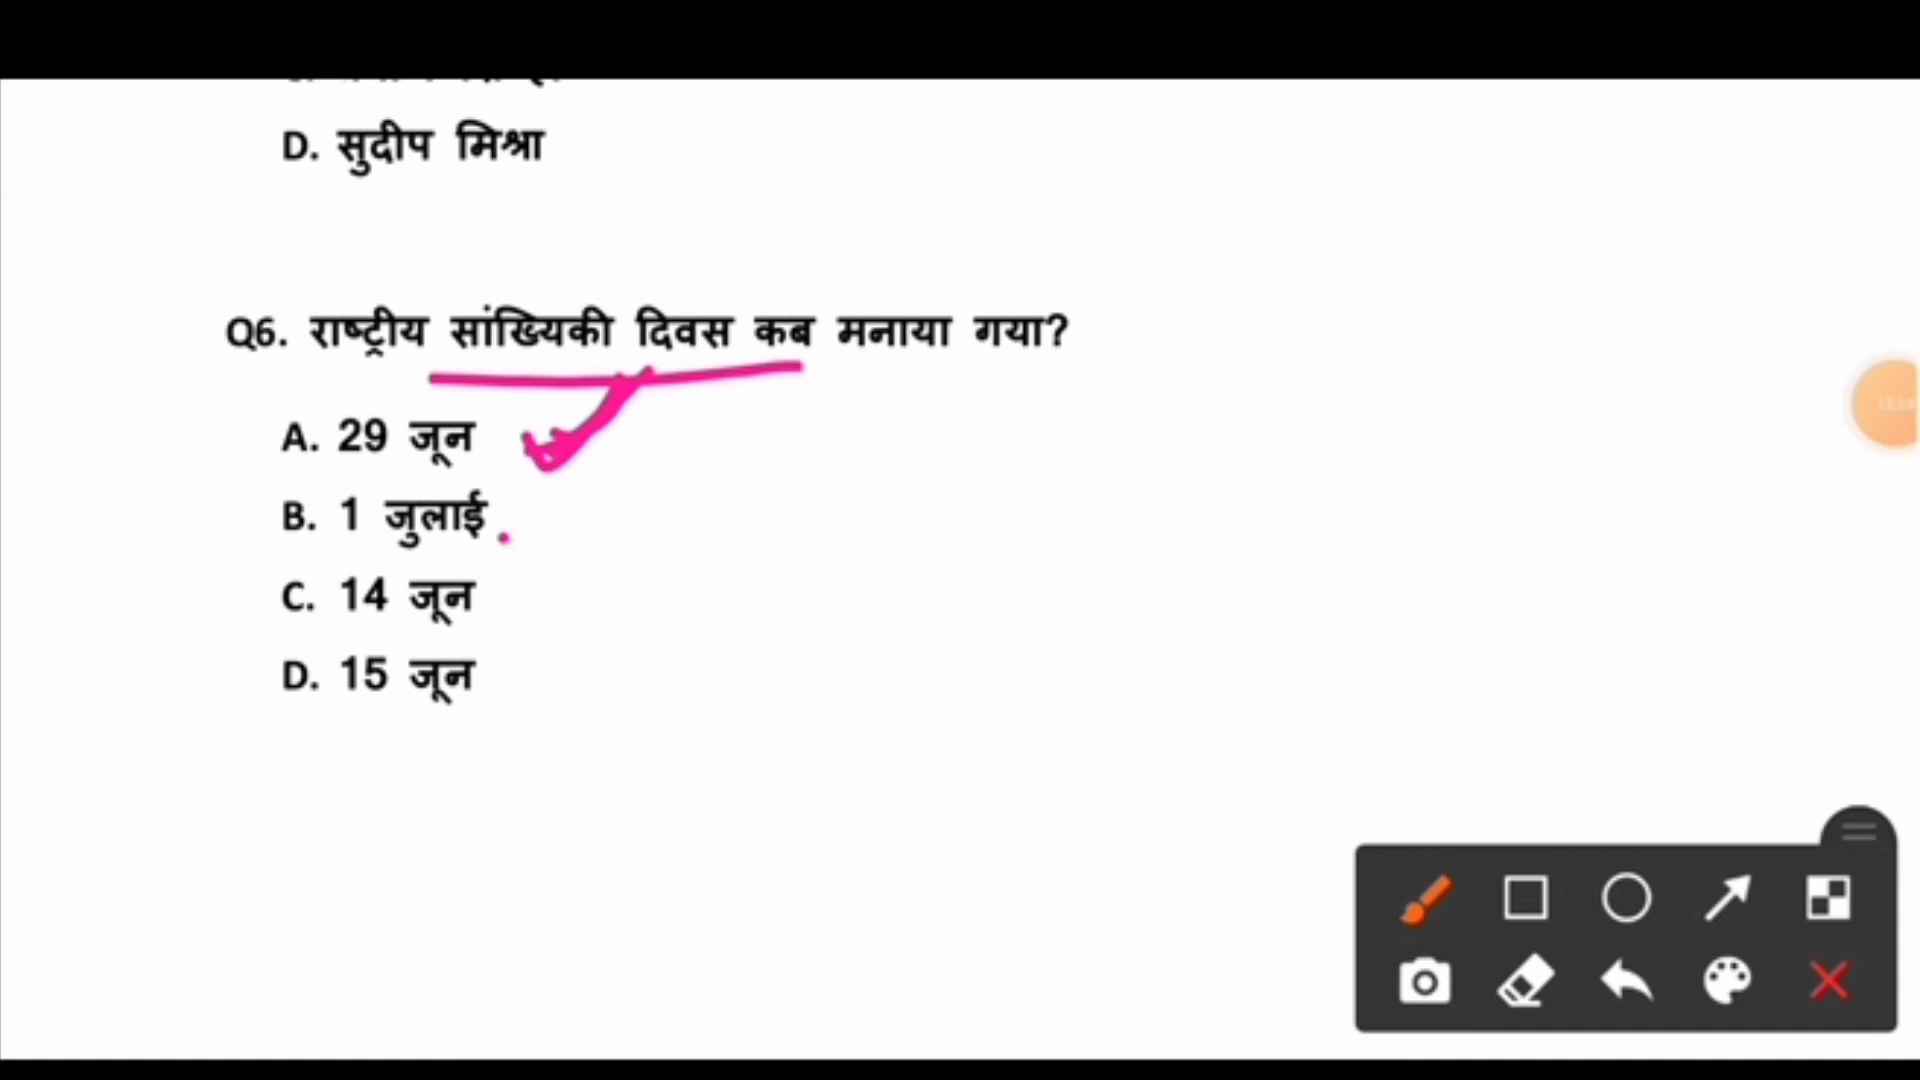 D. सुदीप मिश्रा
Q6. राष्ट्रीय सांख्यिकी दिवस कब मनाया गया?
A. 29 जून
B. 1 जुलाई
C. 14 जून
D. 15 जून